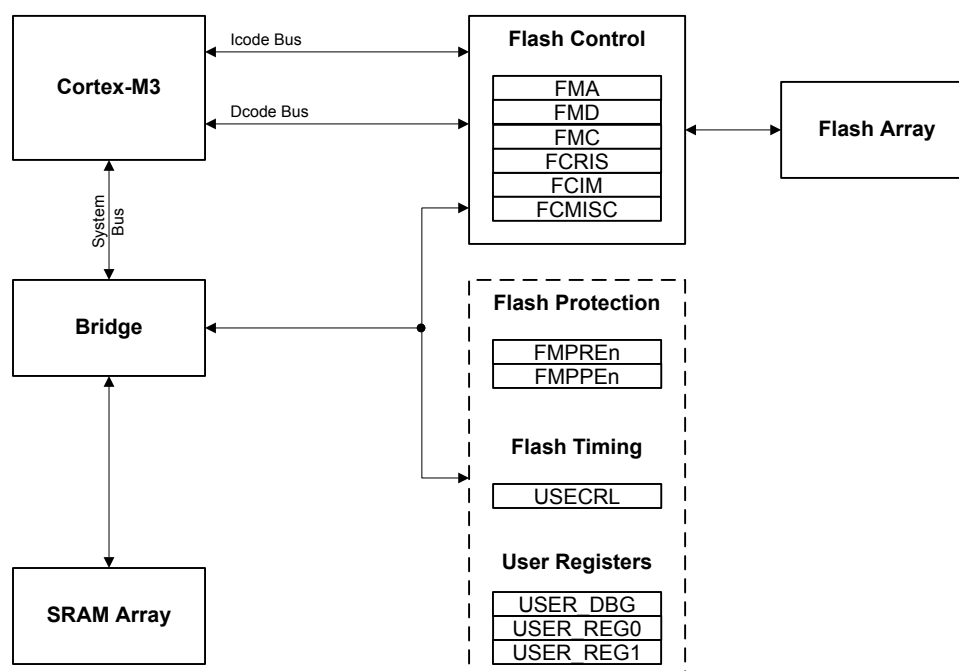 Icode Bus
Flash Control
Cortex-M3
FMA
Dcode Bus
FMD
Flash Array
FMC
FCRIS
FCIM
FCMISC
System
Bus
Flash Protection
Bridge
FMPREn
FMPPEn
Flash Timing
USECRL
User Registers
SRAM Array
USER_DBG
USER_REG0
USER_REG1